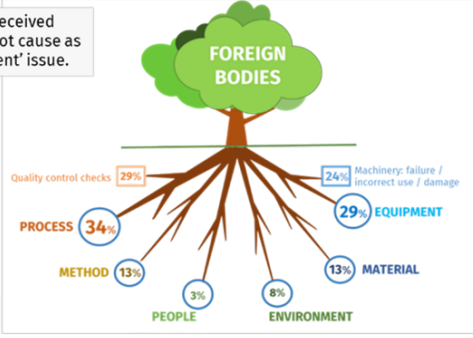 eceived
ot cause as
ent’ issue.
FOREIGN
BODIES
Quality control checks 29%
24% Machinery: failure /
incorrect use / damage
PROCESS 34%
29% EQUIPMENT
METHOD 13%
13% MATERIAL
3%
PEOPLE
8%
ENVIRONMENT